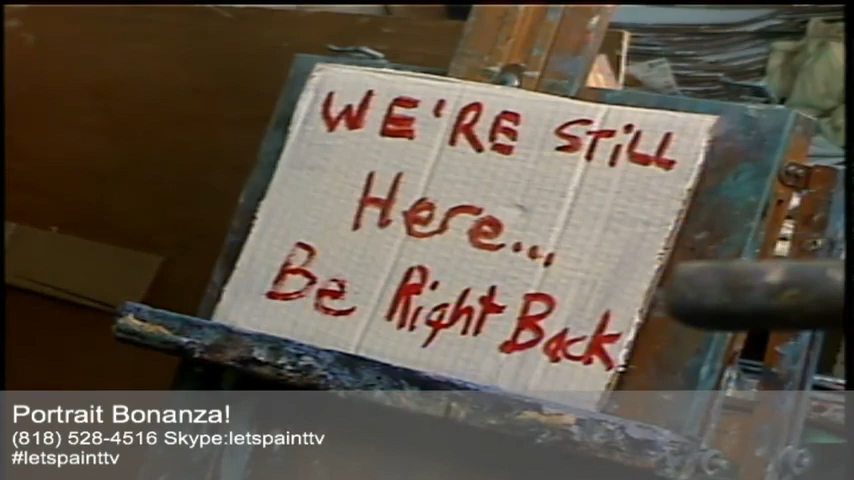 WE'RE STiLL
Here...
Be Right Back
Portrait Bonanza!
(818) 528-4516 Skype:letspainttv
#letspainttv